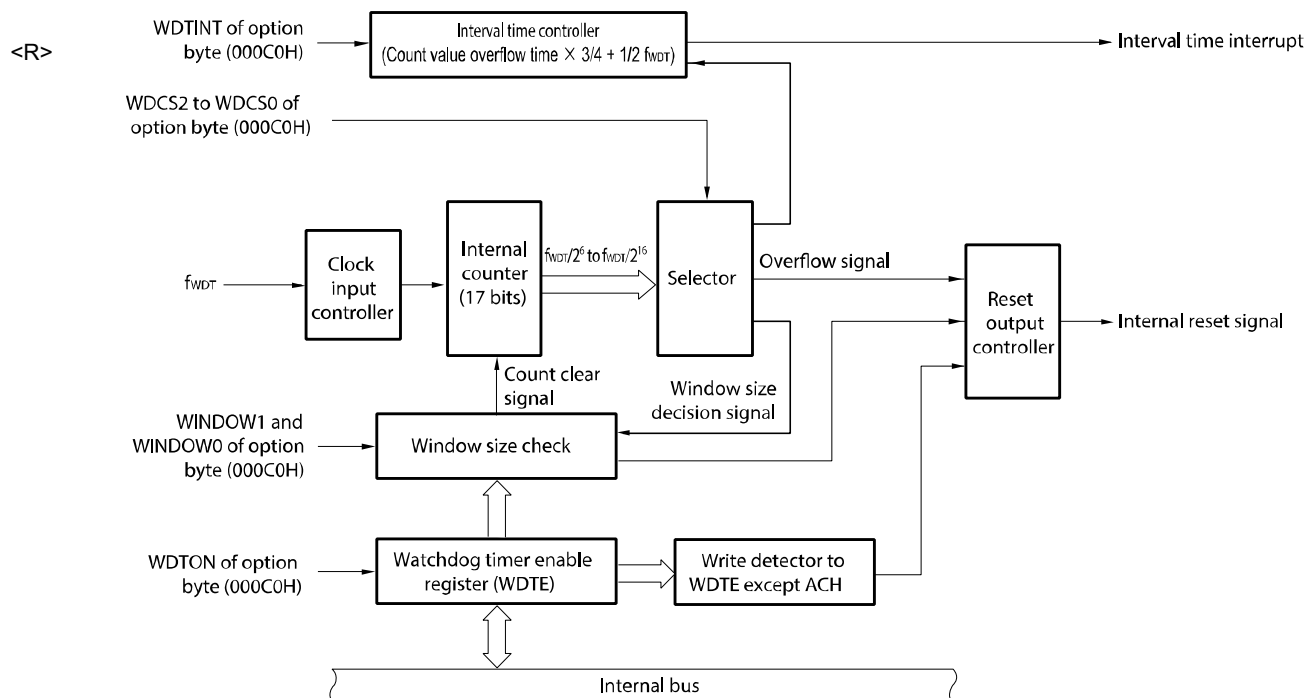 <R>
WDTINT of option
byte (000C0H)
Interval time controller
(Count value overflow time × 3/4 + 1/2 fWDT)
Interval time interrupt
WDCS2 to WDCS0 of
option byte (000C0H)
fWDT
Clock
input
controller
Internal
counter
(17 bits)
fWDT/2⁶ to fWDT/2¹⁶
Selector
Overflow signal
Reset
output
controller
Internal reset signal
Count clear
signal
Window size
decision signal
WINDOW1 and
WINDOW0 of option
byte (000C0H)
Window size check
WDTON of option
byte (000C0H)
Watchdog timer enable
register (WDTE)
Write detector to
WDTE except ACH
Internal bus